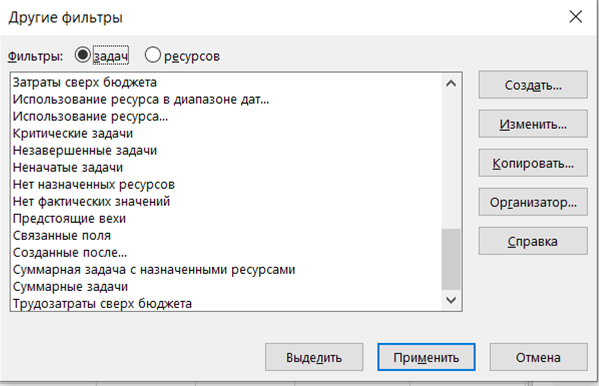 Другие фильтры
Фильтры: задач ресурсов
Затраты сверх бюджета
Использование ресурса в диапазоне дат...
Использование ресурса...
Критические задачи
Незавершенные задачи
Неначатые задачи
Нет назначенных ресурсов
Нет фактических значений
Предстоящие вехи
Связанные поля
Созданные после...
Суммарная задача с назначенными ресурсами
Суммарные задачи
Трудозатраты сверх бюджета
Создать...
Изменить...
Копировать...
Организатор...
Справка
Выделить Применить Отмена